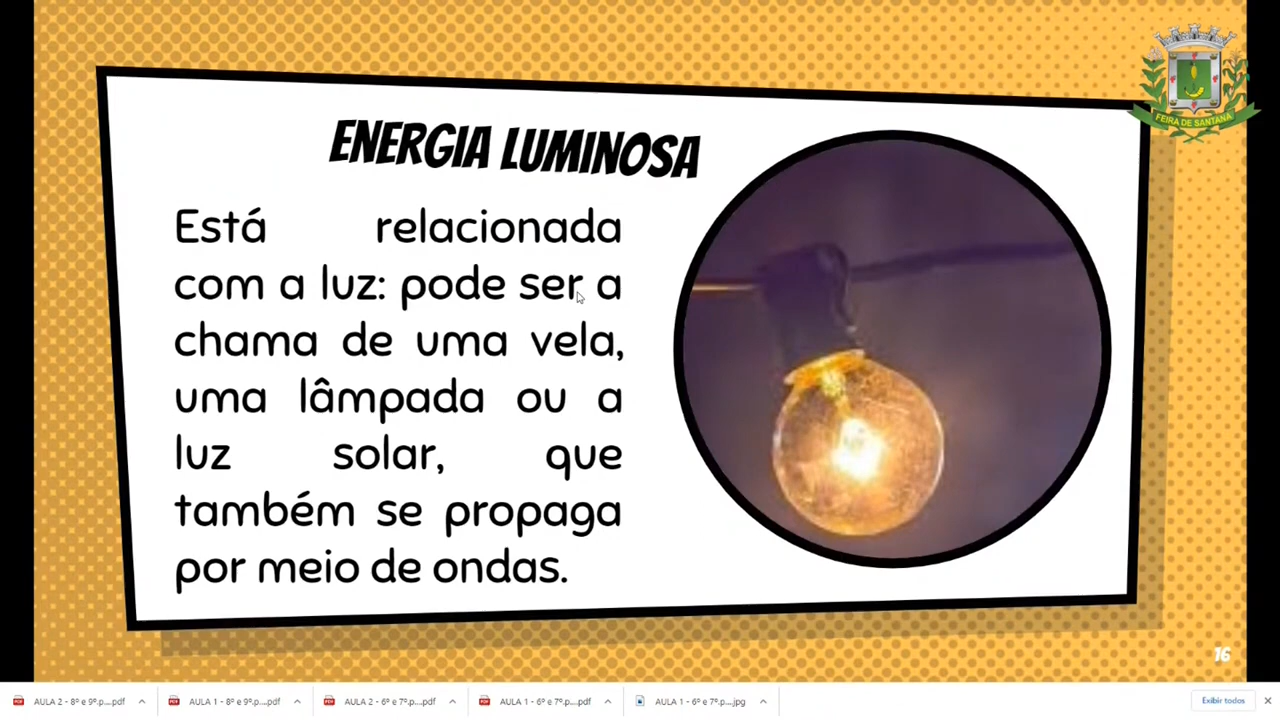 FEIRA DE SANTANA
ENERGIA LUMINOSA
Está relacionada
com a luz: pode ser a
chama de uma vela,
uma lâmpada ou a
luz solar, que
também se propaga
por meio de ondas.
16
AULA 2 - 8º e 9º.p....pdf
AULA 1 - 8º e 9º.p....pdf
AULA 2 - 6º e 7º.p....pdf
AULA 1 - 6º e 7º.p....pdf
AULA 1 - 6º e 7º.p....jpg
Exibir todos